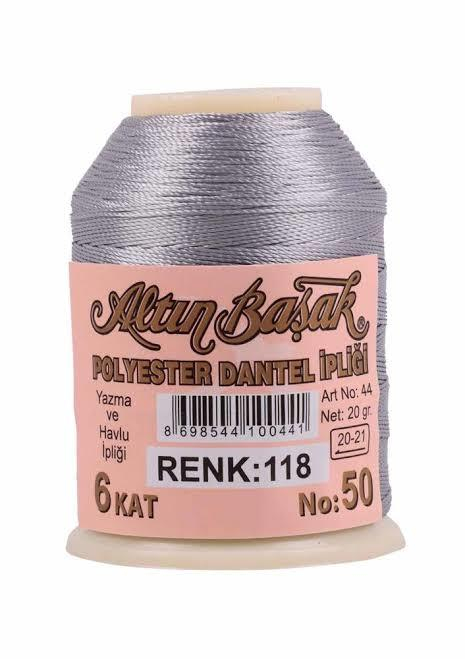 Altın Başak ®
POLYESTER DANTEL İPLİĞİ
Yazma
ve
Havlu
İpliği
8 698544 100441
Art No: 44
Net: 20 gr.
20-21
RENK:118
6 KAT
No:50